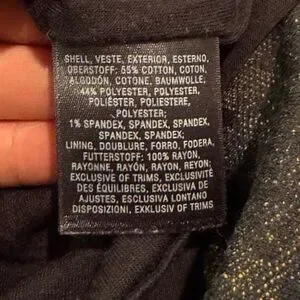 SHELL, VESTE, EXTERIOR, ESTERNO,
OBERSTOFF: 55% COTTON, COTON,
ALGODÓN, COTONE, BAUMWOLLE,
44% POLYESTER, POLYESTER,
POLIÉSTER, POLIESTERE,
POLYESTER;
1% SPANDEX, SPANDEX, SPANDEX,
SPANDEX, SPANDEX;
LINING, DOUBLURE, FORRO, FODERA,
FUTTERSTOFF: 100% RAYON,
RAYONNE, RAYÓN, RAYON, REYON;
EXCLUSIVE OF TRIMS, EXCLUSIVITÉ
DES ÉQUILIBRES, EXCLUSIVA DE
AJUSTES, ESCLUSIVA LONTANO
DISPOSIZIONI, EXKLUSIV OF TRIMS